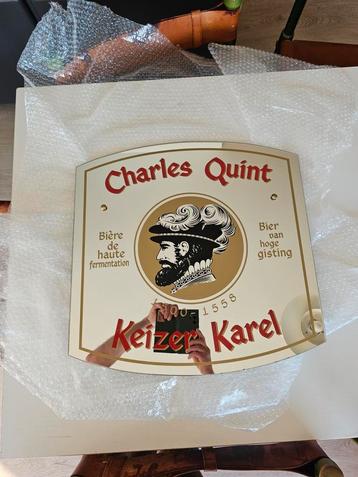 Charles Quint
Bière
de
haute
fermentation
Bier
van
hoge
gisting
1558
Keizer Karel